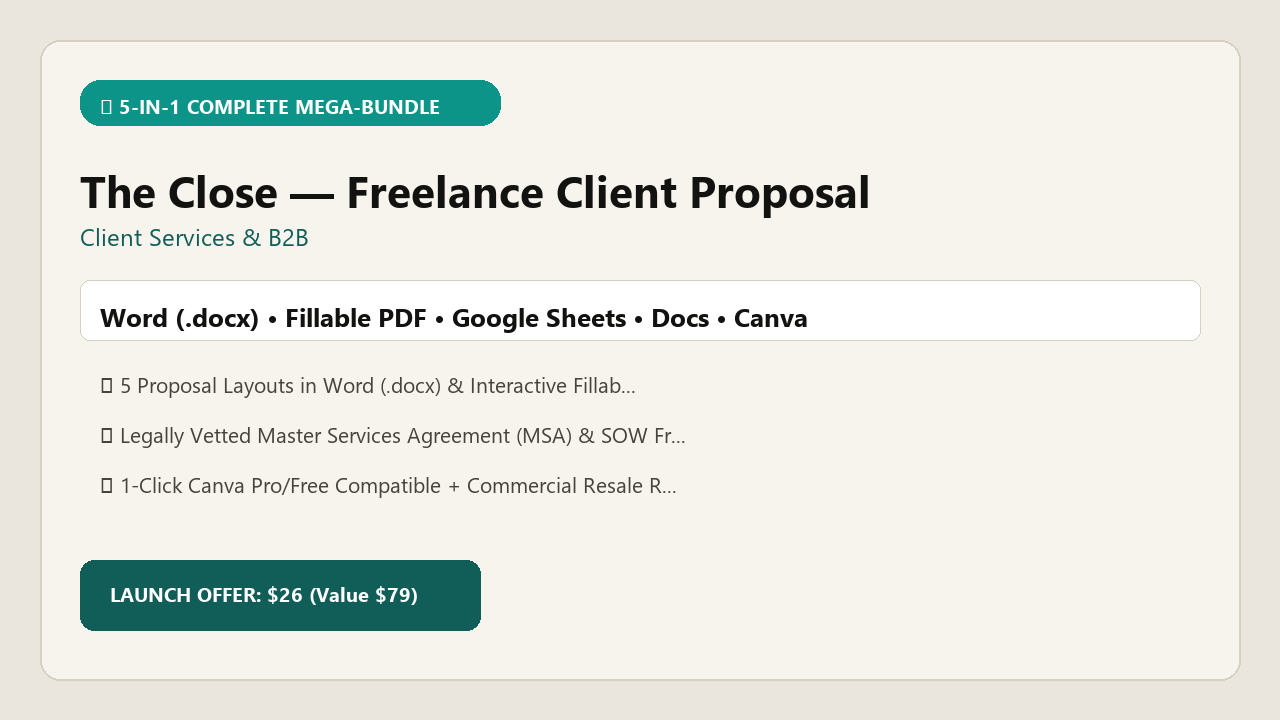 5-IN-1 COMPLETE MEGA-BUNDLE
The Close — Freelance Client Proposal
Client Services & B2B
Word (.docx) • Fillable PDF • Google Sheets • Docs • Canva
5 Proposal Layouts in Word (.docx) & Interactive Fillab...
Legally Vetted Master Services Agreement (MSA) & SOW Fr...
1-Click Canva Pro/Free Compatible + Commercial Resale R...
LAUNCH OFFER: $26 (Value $79)